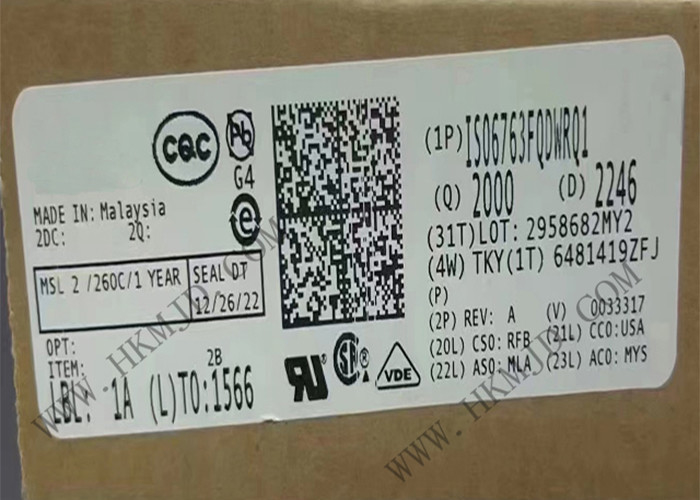 CQC
Pb
G4
e
MADE IN: Malaysia
2DC: 2Q:
MSL 2 /260C/1 YEAR
SEAL DT
12/26/22
OPT:
ITEM: 2B
LBL: 1A (L)TO:1566
(1P)ISO6763FQDWRQ1
(Q) 2000 (D) 2246
(31T)LOT: 2958682MY2
(4W) TKY(1T) 6481419ZFJ
(P)
(2P) REV: A (V) 0033317
(20L) CSO: RFB (21L) CCO:USA
(22L) ASO: MLA (23L) ACO: MYS
VDE
WWW.HKMJD.COM
WWW.HKMJD.COM